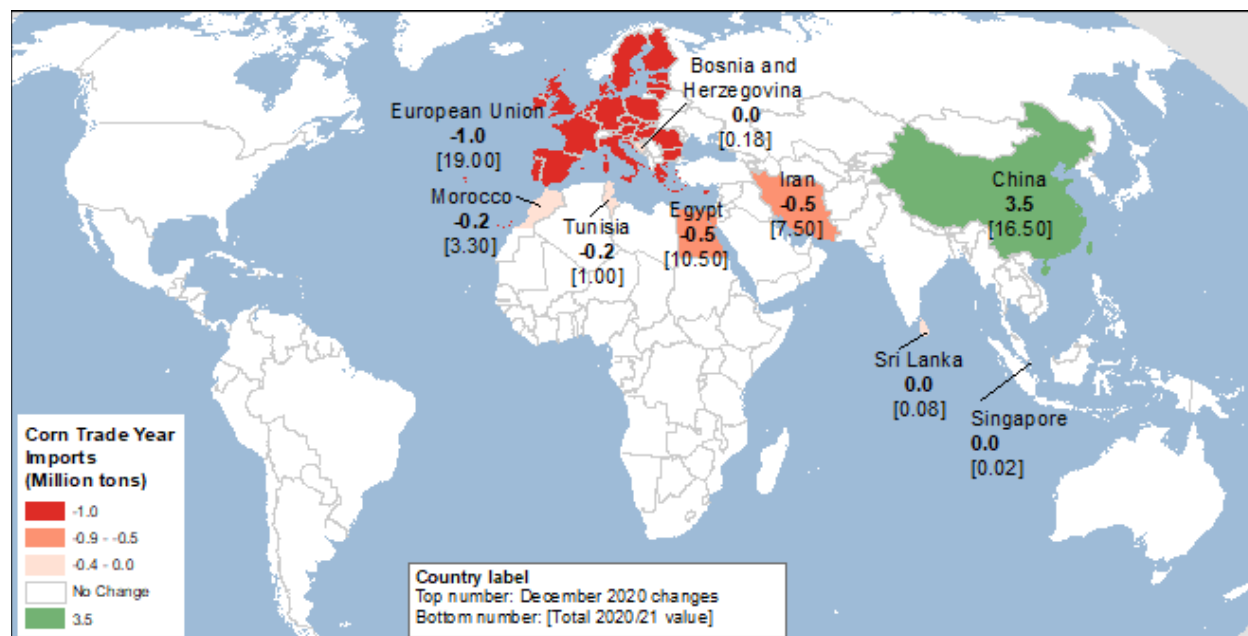 Bosnia and
Herzegovina
0.0
[0.18]
European Union
-1.0
[19.00]
Morocco
-0.2
[3.30]
Tunisia
-0.2
[1.00]
Egypt
-0.5
[10.50]
Iran
-0.5
[7.50]
China
3.5
[16.50]
Sri Lanka
0.0
[0.08]
Singapore
0.0
[0.02]
Corn Trade Year
Imports
(Million tons)
-1.0
-0.9 - -0.5
-0.4 - 0.0
No Change
3.5
Country label
Top number: December 2020 changes
Bottom number: [Total 2020/21 value]